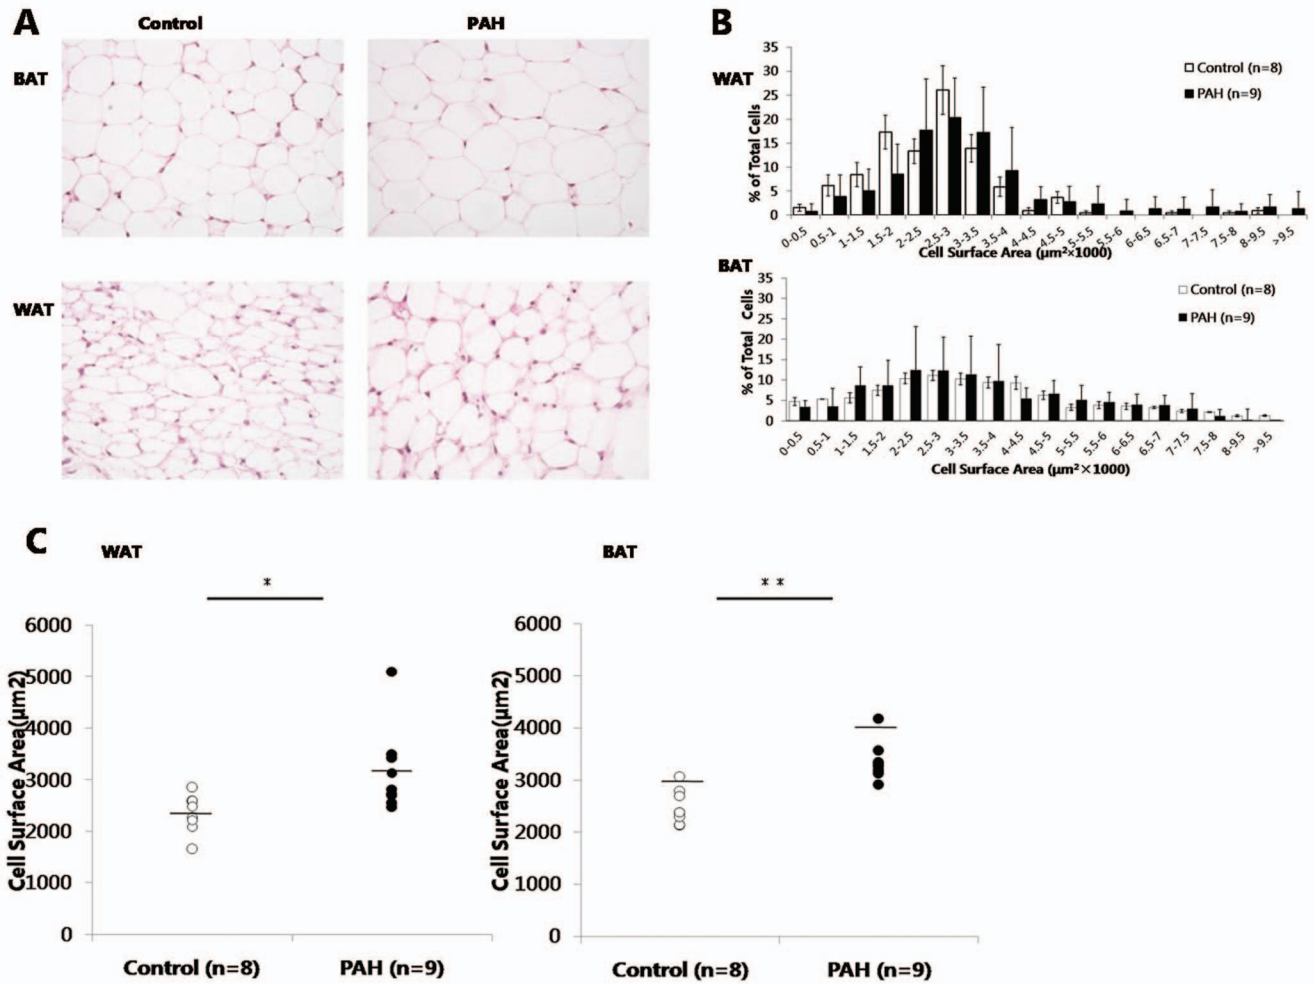 A
Control
PAH
BAT
WAT
B
WAT
% of Total Cells
35
30
25
20
15
10
5
0
Control (n=8)
PAH (n=9)
0-0.5
0.5-1
1-1.5
1.5-2
2-2.5
2.5-3
3-3.5
3.5-4
4-4.5
4.5-5
5-5.5
5.5-6
6-6.5
6.5-7
7-7.5
7.5-8
8-9.5
>9.5
Cell Surface Area (μm²×1000)
BAT
% of Total Cells
35
30
25
20
15
10
5
0
Control (n=8)
PAH (n=9)
0-0.5
0.5-1
1-1.5
1.5-2
2-2.5
2.5-3
3-3.5
3.5-4
4-4.5
4.5-5
5-5.5
5.5-6
6-6.5
6.5-7
7-7.5
7.5-8
8-9.5
>9.5
Cell Surface Area (μm²×1000)
C
WAT
*
Cell Surface Area(μm2)
6000
5000
4000
3000
2000
1000
0
Control (n=8)
PAH (n=9)
BAT
**
Cell Surface Area(μm2)
6000
5000
4000
3000
2000
1000
0
Control (n=8)
PAH (n=9)